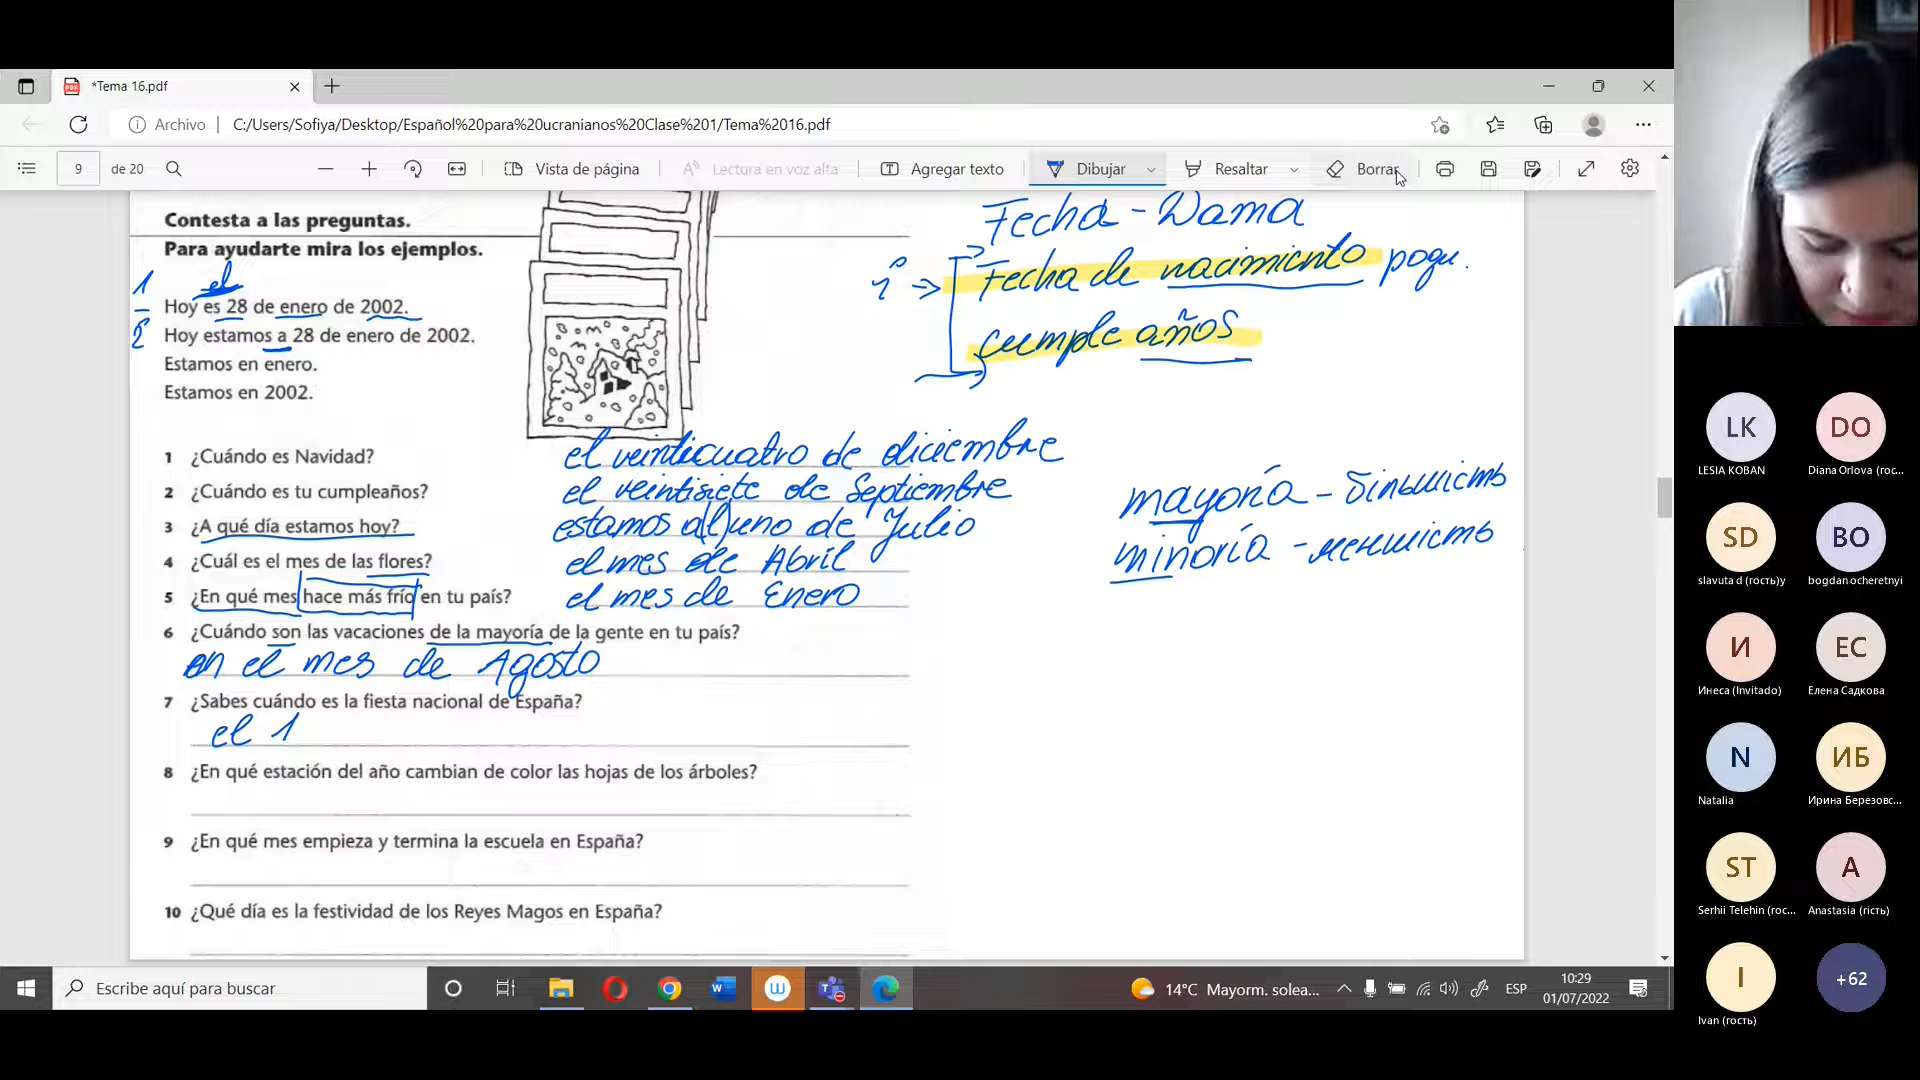 *Tema 16.pdf
Archivo | C:/Users/Sofiya/Desktop/Español%20para%20ucranianos%20Clase%201/Tema%2016.pdf
9 de 20 Vista de página Lectura en voz alta Agregar texto Dibujar Resaltar Borrar
Contesta a las preguntas.
Para ayudarte mira los ejemplos.
1 el
Hoy es 28 de enero de 2002.
2
Hoy estamos a 28 de enero de 2002.
Estamos en enero.
Estamos en 2002.
Fecha - Дата
Fecha de nacimiento
cumple años
1 ¿Cuándo es Navidad? el veinticuatro de diciembre
2 ¿Cuándo es tu cumpleaños? el veintisiete de Septiembre
3 ¿A qué día estamos hoy? estamos a(l) uno de Julio
4 ¿Cuál es el mes de las flores? el mes de Abril
5 ¿En qué mes hace más frío en tu país? el mes de Enero
mayoría - більшість
minoría - меншість
6 ¿Cuándo son las vacaciones de la mayoría de la gente en tu país?
en el mes de Agosto
7 ¿Sabes cuándo es la fiesta nacional de España?
el 1
8 ¿En qué estación del año cambian de color las hojas de los árboles?
9 ¿En qué mes empieza y termina la escuela en España?
10 ¿Qué día es la festividad de los Reyes Magos en España?
LK DO
LESIA KOBAN Diana Orlova (гос...
SD BO
slavuta d (гость)y bogdan ocheretnyi
И ЕС
Инеса (Invitado) Елена Садкова
N ИБ
Natalia Ирина Березовс...
ST A
Serhii Telehin (гос... Anastasia (гість)
I +62
Ivan (гость)
Escribe aquí para buscar
14°C Mayorm. solea... ESP
10:29
01/07/2022